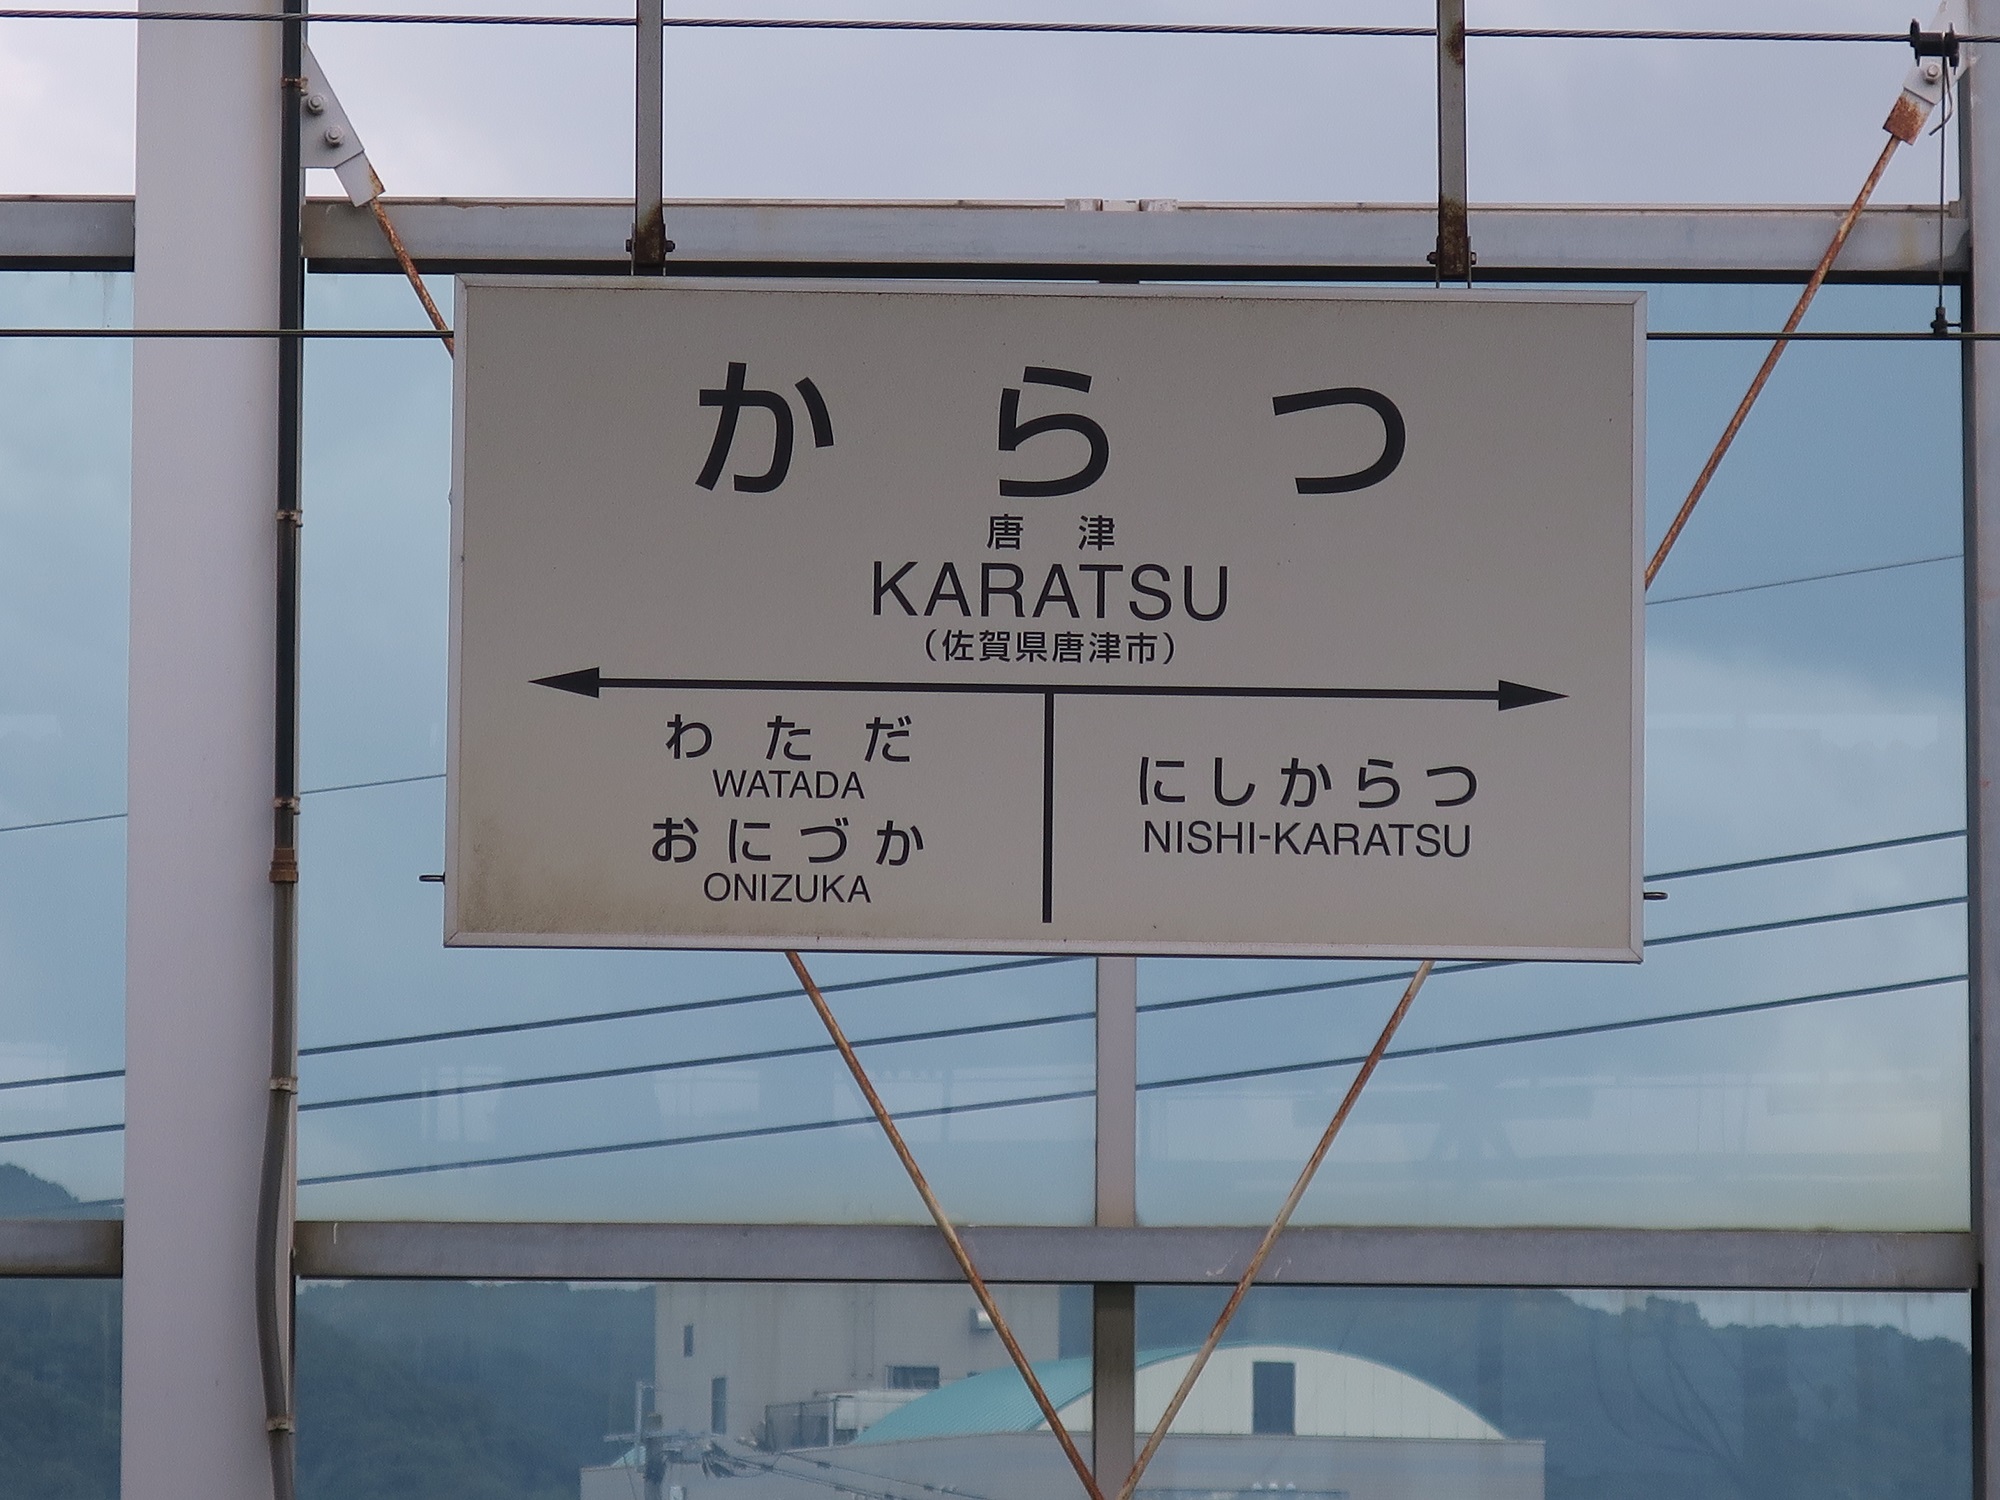 からつ
唐津
KARATSU
（佐賀県唐津市）
わただ
WATADA
おにづか
ONIZUKA
にしからつ
NISHI-KARATSU